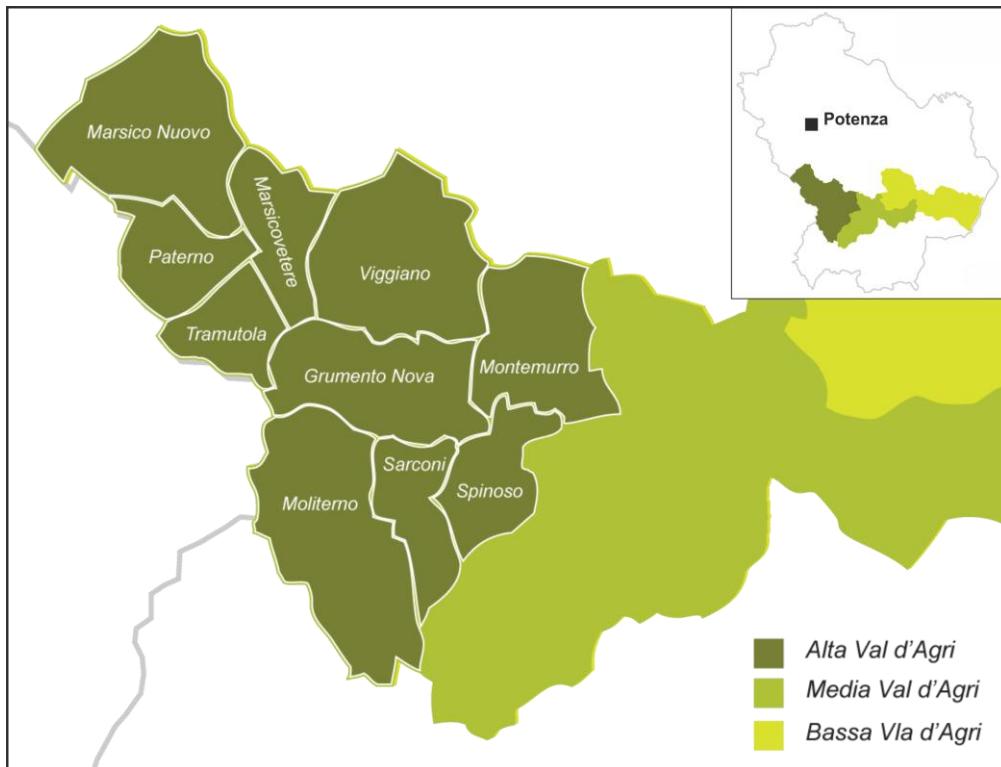 Marsico Nuovo
Marsicovetere
Paterno
Viggiano
Tramutola
Grumento Nova
Montemurro
Sarconi
Spinoso
Moliterno
Potenza
Alta Val d'Agri
Media Val d'Agri
Bassa Vla d'Agri